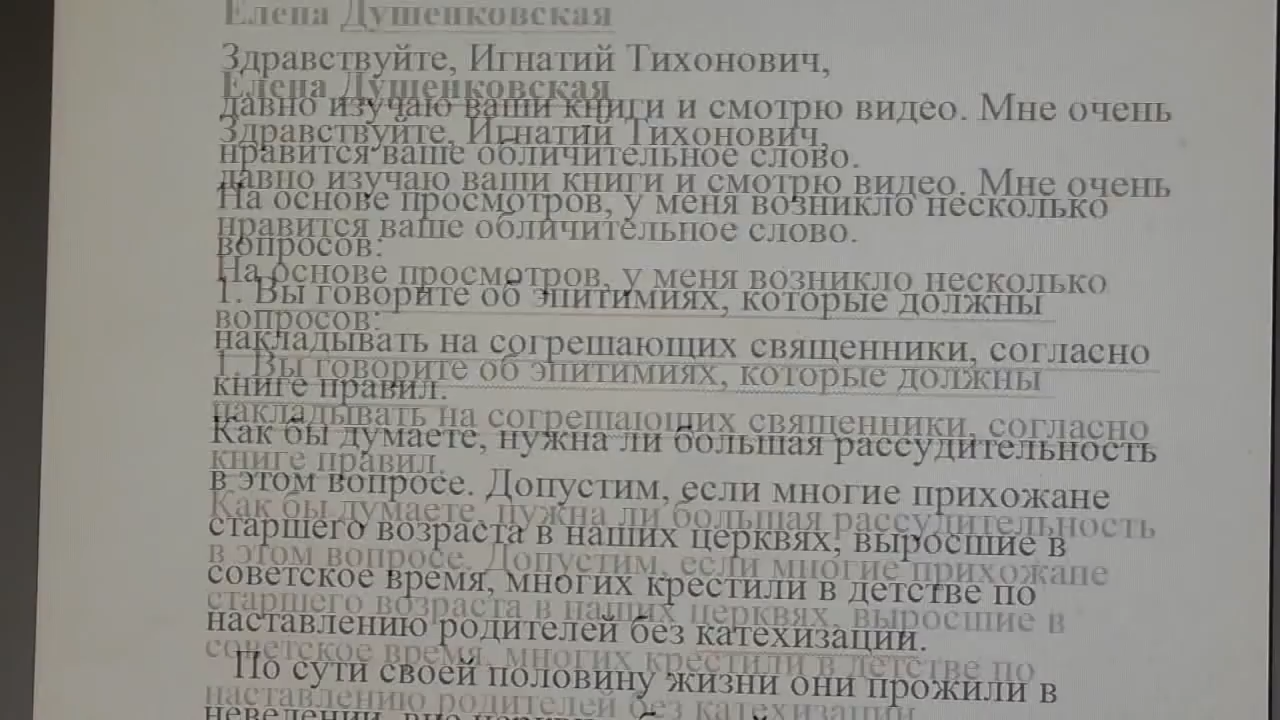 Елена Душенковская
Здравствуйте, Игнатий Тихонович,
давно изучаю ваши книги и смотрю видео. Мне очень
нравится ваше обличительное слово.
На основе просмотров, у меня возникло несколько
вопросов:
1. Вы говорите об эпитимиях, которые должны
накладывать на согрешающих священники, согласно
книге правил.
Как бы думаете, нужна ли большая рассудительность
в этом вопросе. Допустим, если многие прихожане
старшего возраста в наших церквях, выросшие в
советское время, многих крестили в детстве по
наставлению родителей без катехизации.
По сути своей половину жизни они прожили в
неведении, вне